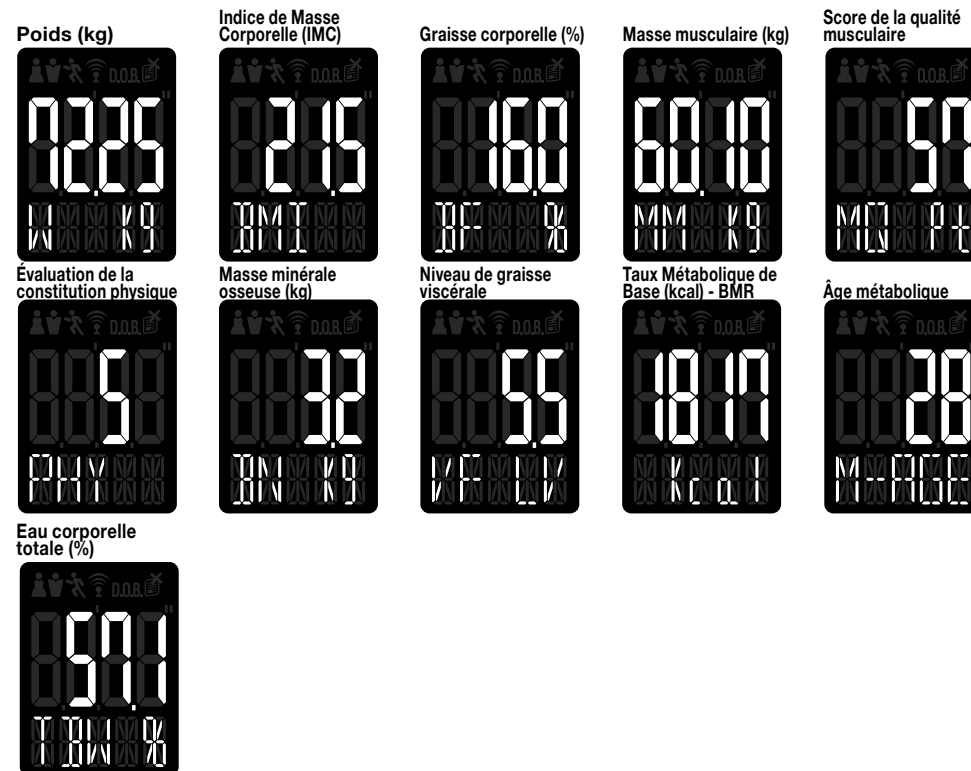 Poids (kg)
D.O.B.
72.25
W Kg
Indice de Masse
Corporelle (IMC)
D.O.B.
21.5
BMI
Graisse corporelle (%)
D.O.B.
16.0
BF %
Masse musculaire (kg)
D.O.B.
60.10
MM Kg
Score de la qualité
musculaire
D.O.B.
MQ Pt
Évaluation de la
constitution physique
D.O.B.
5
PHY
Masse minérale
osseuse (kg)
D.O.B.
3.2
BN Kg
Niveau de graisse
viscérale
D.O.B.
5.5
VF LV
Taux Métabolique de
Base (kcal) - BMR
D.O.B.
1817
Kcal
Âge métabolique
D.O.B.
28
M-AGE
Eau corporelle
totale (%)
D.O.B.
57.1
TBW %